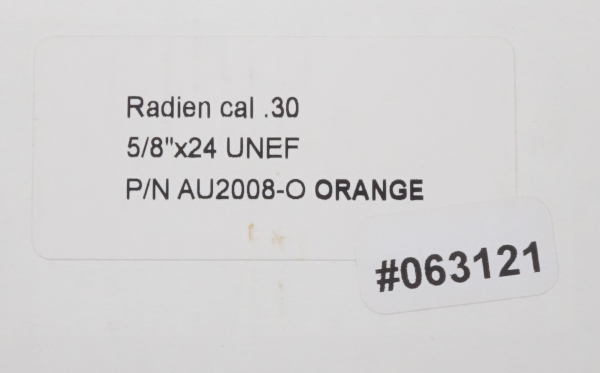 Radien cal .30
5/8"x24 UNEF
P/N AU2008-O ORANGE
#063121